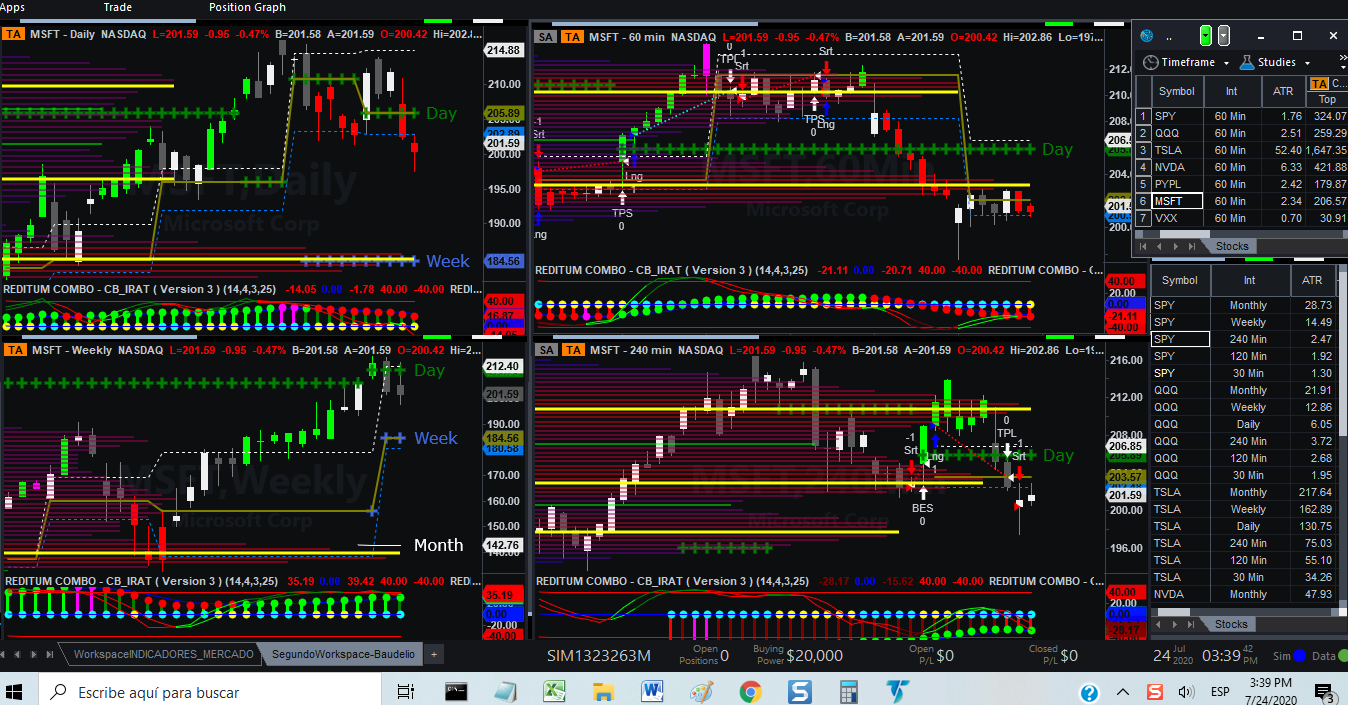 Apps Trade Position Graph
TA MSFT - Daily NASDAQ L=201.59 -0.95 -0.47% B=201.58 A=201.59 O=200.42 Hi=202.8...
214.88
210.00
205.89
205.00
202.89
201.59
200.00
195.00
190.00
184.56
Day
Week
MSFT Daily
Microsoft Corp
REDITUM COMBO - CB_IRAT ( Version 3 ) (14,4,3,25) -14.05 0.00 -1.78 40.00 -40.00 REDI...
40.00
16.87
0.00
SA TA MSFT - 60 min NASDAQ L=201.59 -0.95 -0.47% B=201.58 A=201.59 O=200.42 Hi=202.86 Lo=197...
212....
210....
208....
206.5
204....
201.5
200....
Day
0
TPL
-1
Srt
Srt
-1
Srt
Lng
-1
TPS
0
TPS
Lng
0
Lng
MSFT 60Min
Microsoft Corp
REDITUM COMBO - CB_IRAT ( Version 3 ) (14,4,3,25) -21.11 0.00 -20.71 40.00 -40.00 REDITUM COMBO - C...
40.00
20.00
0.00
-21.11
-40.00
TA MSFT - Weekly NASDAQ L=201.59 -0.95 -0.47% B=201.58 A=201.59 O=200.42 Hi=2...
212.40
201.59
190.00
184.56
180.58
170.00
160.00
150.00
142.76
140.00
Day
Week
Month
MSFT Weekly
Microsoft Corp
REDITUM COMBO - CB_IRAT ( Version 3 ) (14,4,3,25) 35.19 0.00 39.42 40.00 -40.00 REDI...
35.19
0.00
-20.00
-40.00
SA TA MSFT - 240 min NASDAQ L=201.59 -0.95 -0.47% B=201.58 A=201.59 O=200.42 Hi=202.86 Lo=19...
216.00
212.00
208.00
206.85
205.89
203.57
201.59
200.00
196.00
Day
-1
Srt
Lng
1
BES
0
0
TPL
-1
Srt
Microsoft Corp
REDITUM COMBO - CB_IRAT ( Version 3 ) (14,4,3,25) -28.17 0.00 -15.62 40.00 -40.00 REDITUM COMBO - (...
40.00
20.00
0.00
-28.17
..
Timeframe Studies »
Symbol Int ATR TA C...
Top
1 SPY 60 Min 1.76 324.07
2 QQQ 60 Min 2.51 259.29
3 TSLA 60 Min 52.40 1,647.35
4 NVDA 60 Min 6.33 421.88
5 PYPL 60 Min 2.42 179.87
6 MSFT 60 Min 2.34 206.57
7 VXX 60 Min 0.70 30.91
Stocks
Symbol Int ATR
SPY Monthly 28.73
SPY Weekly 14.49
SPY 240 Min 2.47
SPY 120 Min 1.92
SPY 30 Min 1.30
QQQ Monthly 21.91
QQQ Weekly 12.86
QQQ Daily 6.05
QQQ 240 Min 3.72
QQQ 120 Min 2.68
QQQ 30 Min 1.95
TSLA Monthly 217.64
TSLA Weekly 162.89
TSLA Daily 130.75
TSLA 240 Min 75.03
TSLA 120 Min 55.10
TSLA 30 Min 34.26
NVDA Monthly 47.93
Stocks
WorkspaceINDICADORES_MERCADO SegundoWorkspace-Baudelio +
SIM1323263M Open Positions 0 Buying Power $20,000 Open P/L $0 Closed P/L $0 24 Jul 2020 03:39 42 PM Sim Data
Escribe aquí para buscar
ESP
3:39 PM
7/24/2020
3